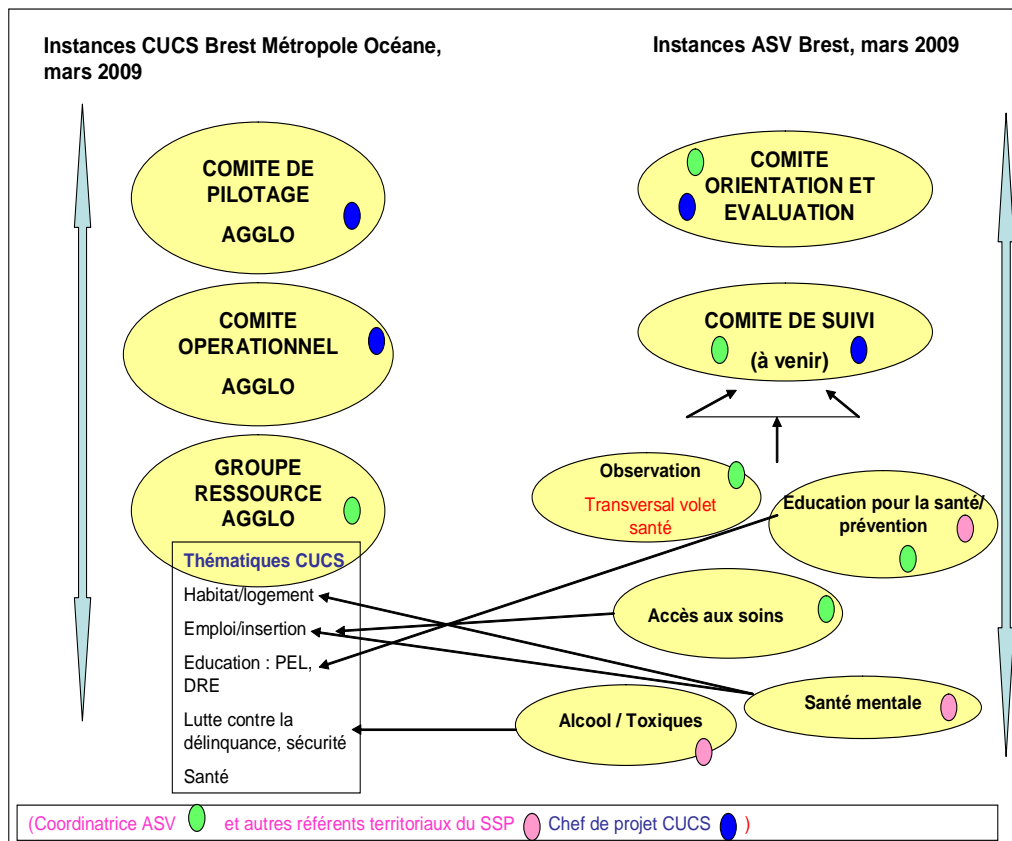 Instances CUCS Brest Métropole Océane,
mars 2009
COMITE DE
PILOTAGE
AGGLO
COMITE
OPERATIONNEL
AGGLO
GROUPE
RESSOURCE
AGGLO
Thématiques CUCS
Habitat/logement
Emploi/insertion
Education : PEL,
DRE
Lutte contre la
délinquance, sécurité
Santé
Instances ASV Brest, mars 2009
COMITE
ORIENTATION ET
EVALUATION
COMITE DE SUIVI
(à venir)
Observation
Transversal volet
santé
Education pour la santé/
prévention
Accès aux soins
Santé mentale
Alcool / Toxiques
(Coordinatrice ASV et autres référents territoriaux du SSP Chef de projet CUCS )